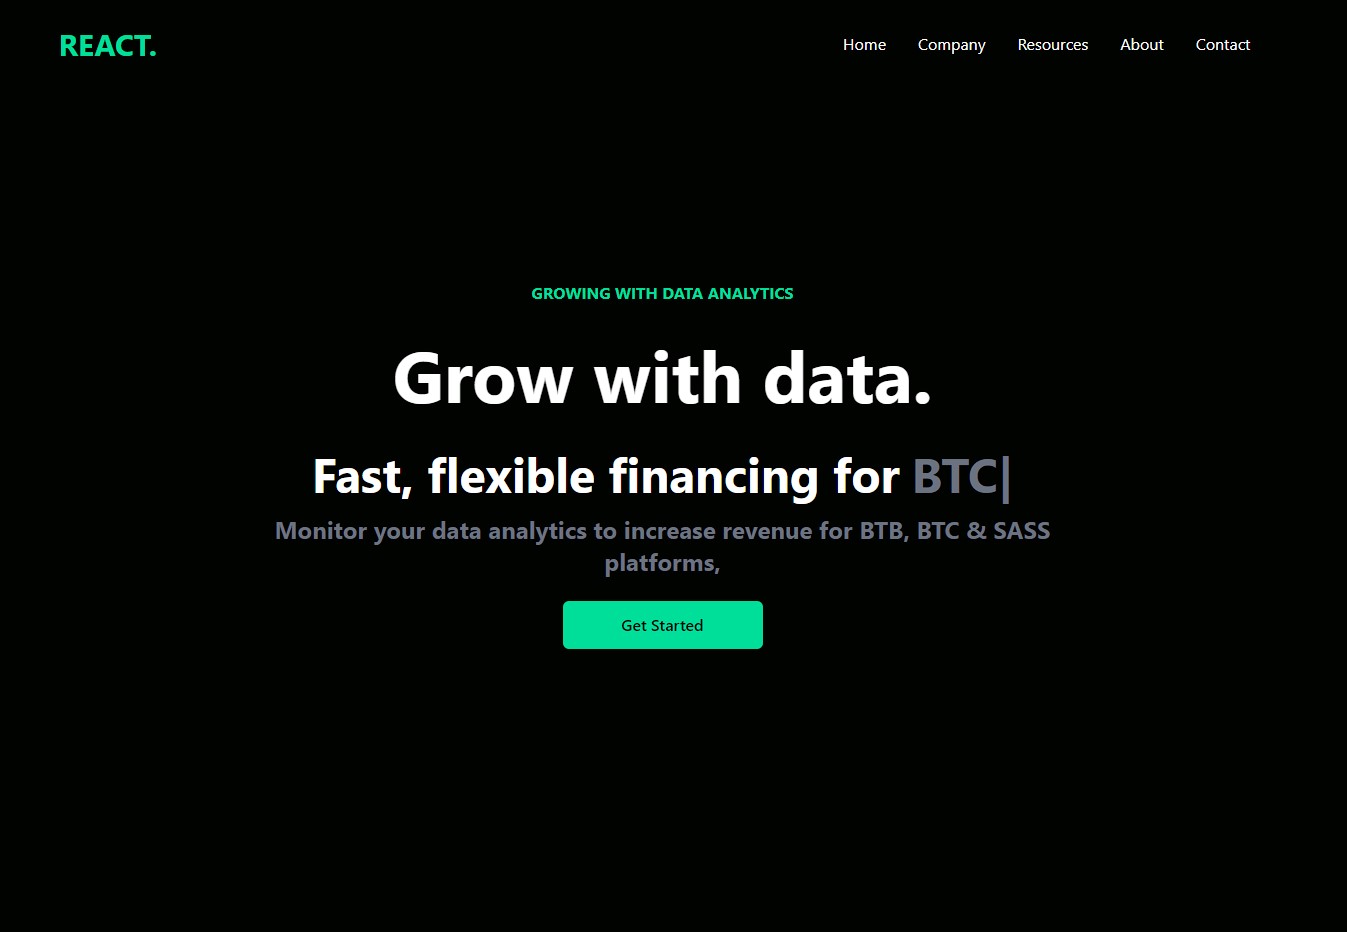 REACT.
Home Company Resources About Contact
GROWING WITH DATA ANALYTICS
Grow with data.
Fast, flexible financing for BTC|
Monitor your data analytics to increase revenue for BTB, BTC & SASS
platforms,
Get Started